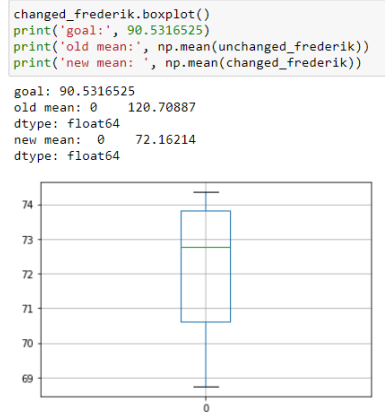 changed_frederik.boxplot()
print('goal:', 90.5316525)
print('old mean:', np.mean(unchanged_frederik))
print('new mean: ', np.mean(changed_frederik))
goal: 90.5316525
old mean: 0    120.70887
dtype: float64
new mean:  0    72.16214
dtype: float64
74
73
72
71
70
69
0